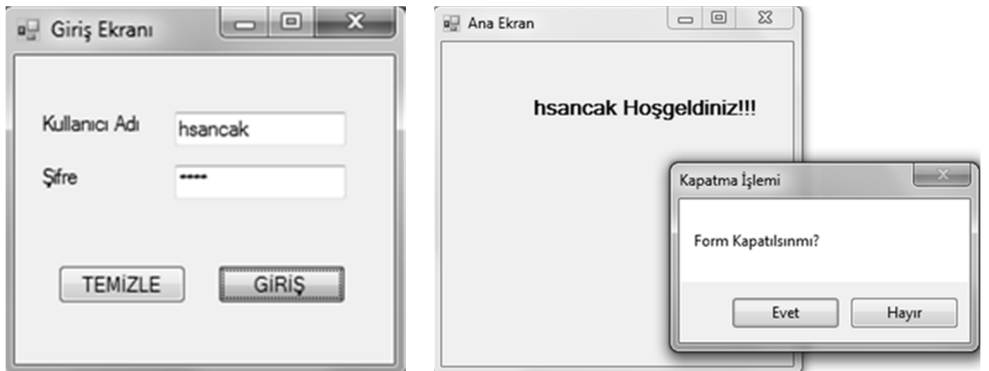 Giriş Ekranı
Kullanıcı Adı
hsancak
Şifre
****
TEMİZLE
GİRİŞ
Ana Ekran
hsancak Hoşgeldiniz!!!
Kapatma İşlemi
Form Kapatılsınmı?
Evet
Hayır